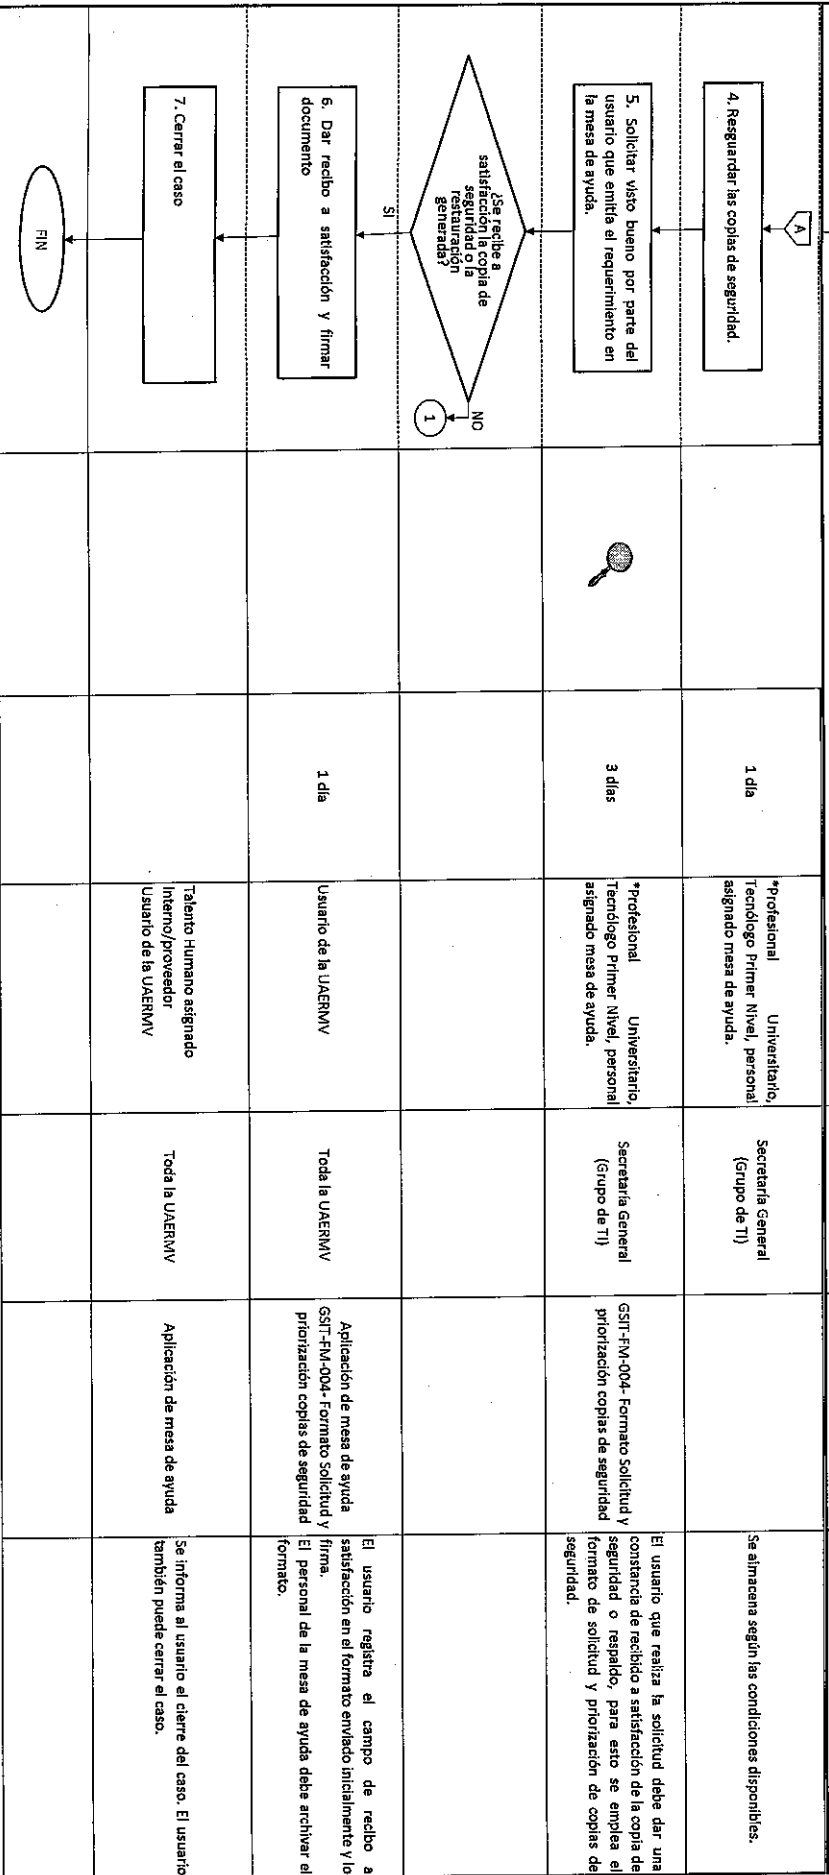 A
4. Resguardar las copias de seguridad.
1 día
*Profesional Universitario,
Tecnólogo Primer Nivel, personal
asignado mesa de ayuda.
Secretaría General
(Grupo de TI)
Se almacena según las condiciones disponibles.
5. Solicitar visto bueno por parte del
usuario que emitía el requerimiento en
la mesa de ayuda.
3 días
*Profesional Universitario,
Tecnólogo Primer Nivel, personal
asignado mesa de ayuda.
Secretaría General
(Grupo de TI)
GSIT-FM-004- Formato Solicitud y
priorización copias de seguridad
El usuario que realiza la solicitud debe dar una
constancia de recibido a satisfacción de la copia de
seguridad o respaldo, para esto se emplea el
formato de solicitud y priorización de copias de
seguridad.
¿Se recibe a
satisfacción la copia de
seguridad o la
restauración
generada?
NO
1
SI
6. Dar recibo a satisfacción y firmar
documento
1 día
Usuario de la UAERMV
Toda la UAERMV
Aplicación de mesa de ayuda
GSIT-FM-004- Formato Solicitud y
priorización copias de seguridad
El usuario registra el campo de recibo a
satisfacción en el formato enviado inicialmente y lo
firma.
El personal de la mesa de ayuda debe archivar el
formato.
7. Cerrar el caso
Talento Humano asignado
Interno/proveedor
Usuario de la UAERMV
Toda la UAERMV
Aplicación de mesa de ayuda
Se informa al usuario el cierre del caso. El usuario
también puede cerrar el caso.
FIN